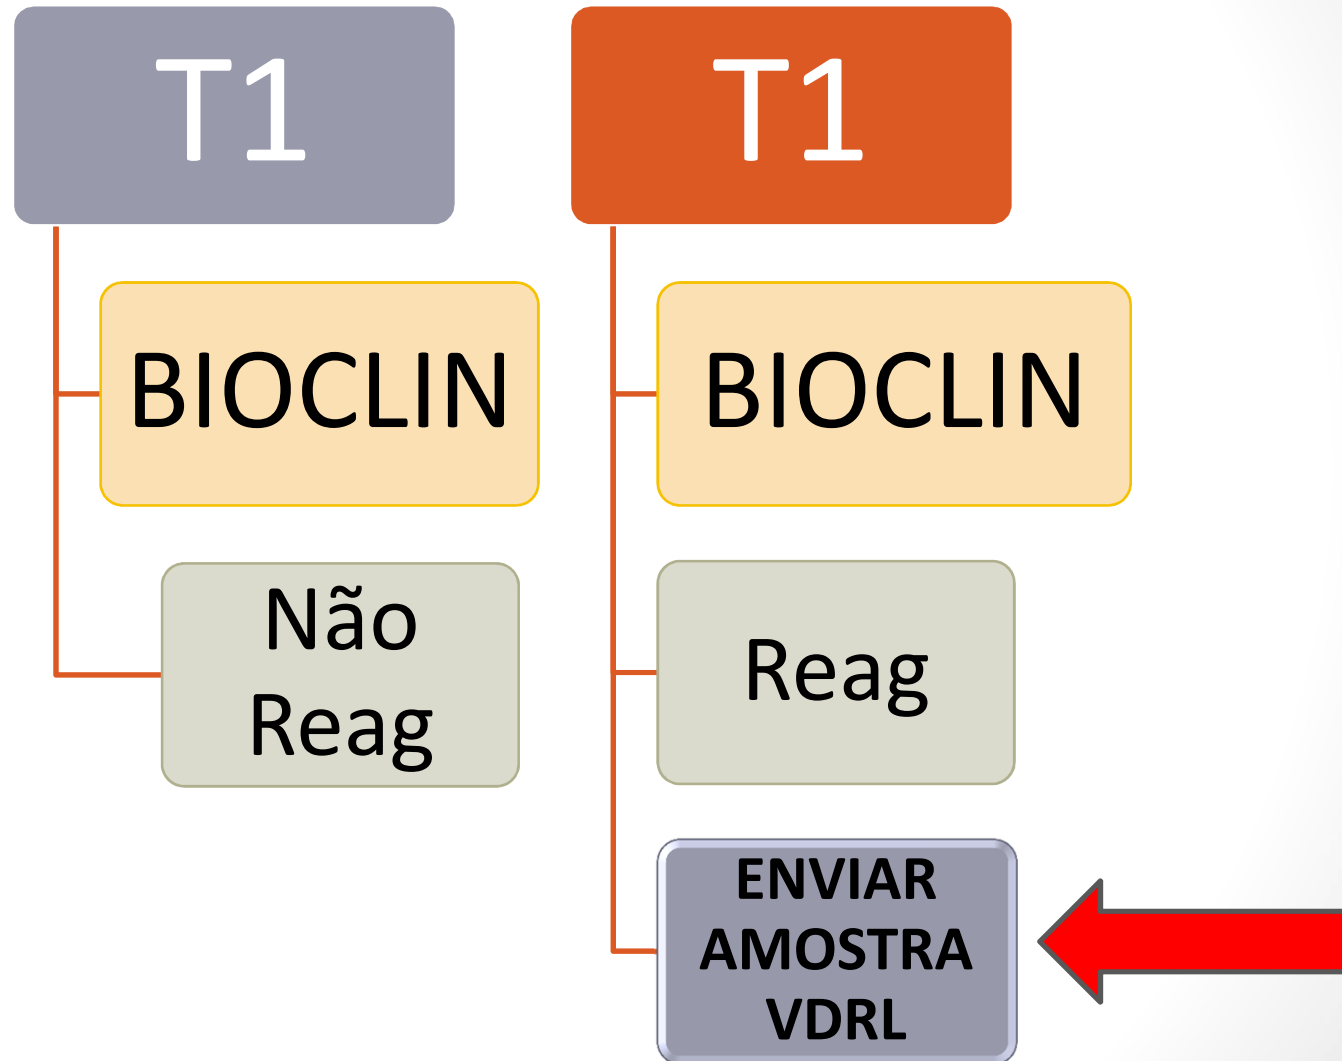 T1
BIOCLIN
Não
Reag
T1
BIOCLIN
Reag
ENVIAR
AMOSTRA
VDRL